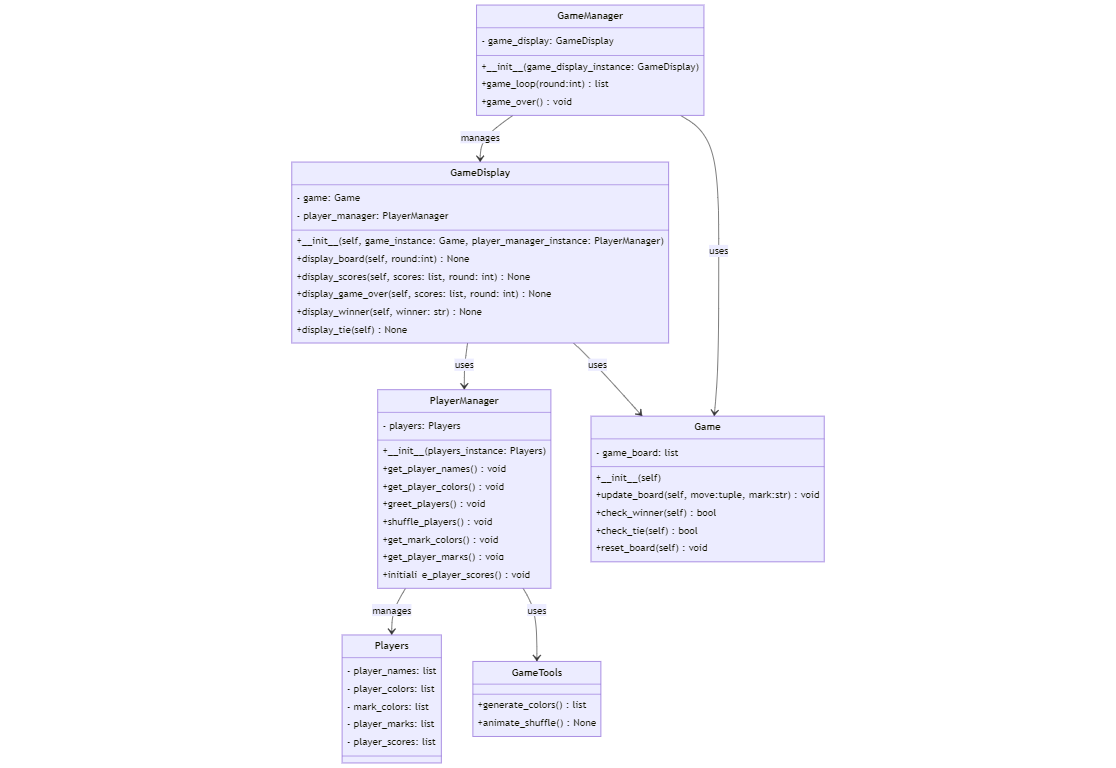 GameManager
- game_display: GameDisplay
+__init__(game_display_instance: GameDisplay)
+game_loop(round:int) : list
+game_over() : void
manages
uses
GameDisplay
- game: Game
- player_manager: PlayerManager
+__init__(self, game_instance: Game, player_manager_instance: PlayerManager)
+display_board(self, round:int) : None
+display_scores(self, scores: list, round: int) : None
+display_game_over(self, scores: list, round: int) : None
+display_winner(self, winner: str) : None
+display_tie(self) : None
uses
uses
PlayerManager
- players: Players
+__init__(players_instance: Players)
+get_player_names() : void
+get_player_colors() : void
+greet_players() : void
+shuffle_players() : void
+get_mark_colors() : void
+get_player_marks() : void
+initiali e_player_scores() : void
Game
- game_board: list
+__init__(self)
+update_board(self, move:tuple, mark:str) : void
+check_winner(self) : bool
+check_tie(self) : bool
+reset_board(self) : void
manages
uses
Players
- player_names: list
- player_colors: list
- mark_colors: list
- player_marks: list
- player_scores: list
GameTools
+generate_colors() : list
+animate_shuffle() : None